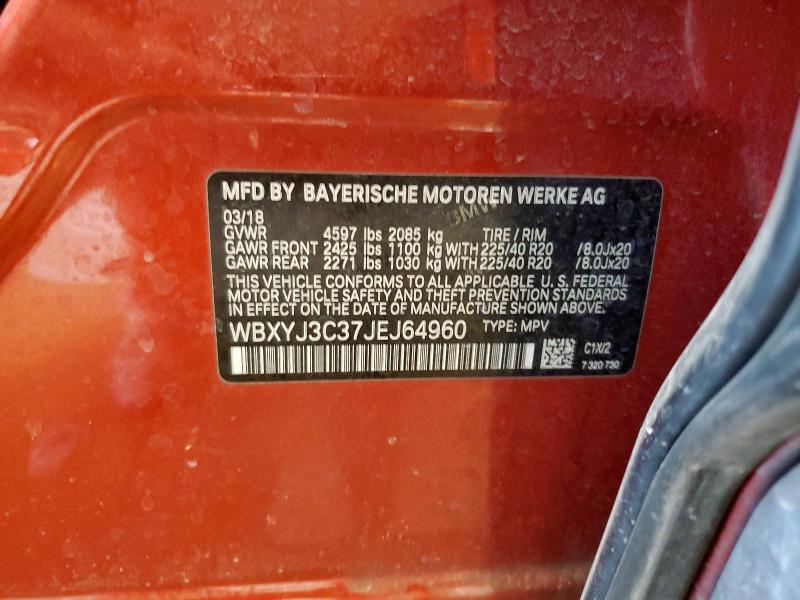 MFD BY BAYERISCHE MOTOREN WERKE AG
03/18
GVWR 4597 lbs 2085 kg TIRE / RIM
GAWR FRONT 2425 lbs 1100 kg WITH 225/40 R20 /8.0Jx20
GAWR REAR 2271 lbs 1030 kg WITH 225/40 R20 /8.0Jx20
THIS VEHICLE CONFORMS TO ALL APPLICABLE U. S. FEDERAL
MOTOR VEHICLE SAFETY AND THEFT PREVENTION STANDARDS
IN EFFECT ON THE DATE OF MANUFACTURE SHOWN ABOVE.
WBXYJ3C37JEJ64960 TYPE: MPV
C1X/2
7 320 730